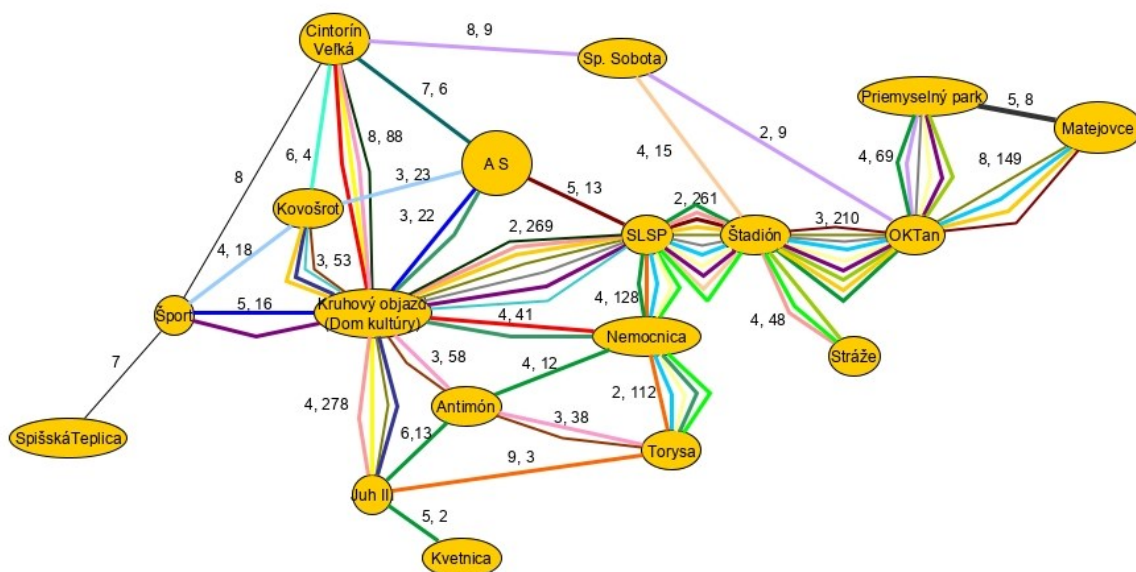 Cintorín
Veľká
8, 9
Sp. Sobota
7, 6
Priemyselný park
5, 8
Matejovce
8, 88
6, 4
2, 9
4, 15
4, 69
8, 149
A S
3, 23
8
5, 13
2, 261
Kovošrot
3, 22
2, 269
SLSP
Štadión
3, 210
OKTan
4, 18
3, 53
4, 128
Šport
5, 16
Kruhový objazd
(Dom kultúry)
4, 41
Nemocnica
4, 48
Stráže
7
3, 58
4, 12
2, 112
4, 278
Antimón
3, 38
SpišskáTeplica
6,13
9, 3
Torysa
Juh II.
5, 2
Kvetnica